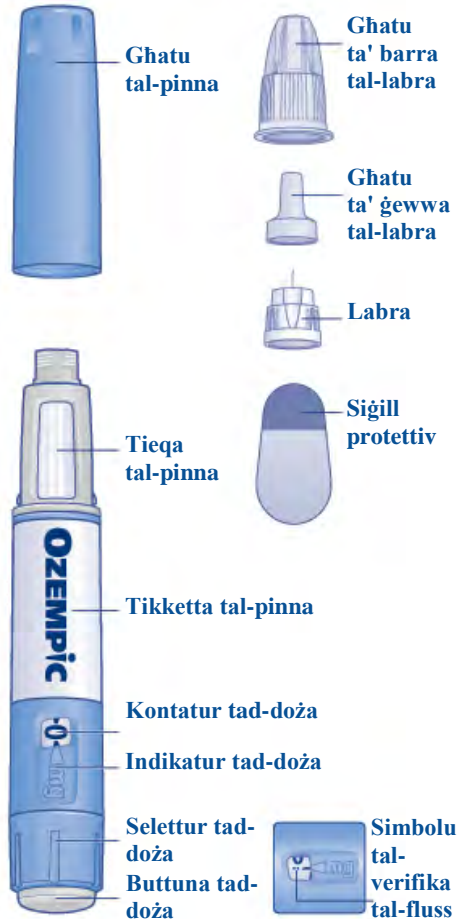 Għatu
tal-pinna
Għatu
ta' barra
tal-labra
Għatu
ta' ġewwa
tal-labra
Labra
Siġill
protettiv
Tieqa
tal-pinna
OZEMPIC
Tikketta tal-pinna
Kontatur tad-doża
0
Indikatur tad-doża
mg
Selettur tad-
doża
Buttuna tad-
doża
Simbolu
tal-
verifika
tal-fluss